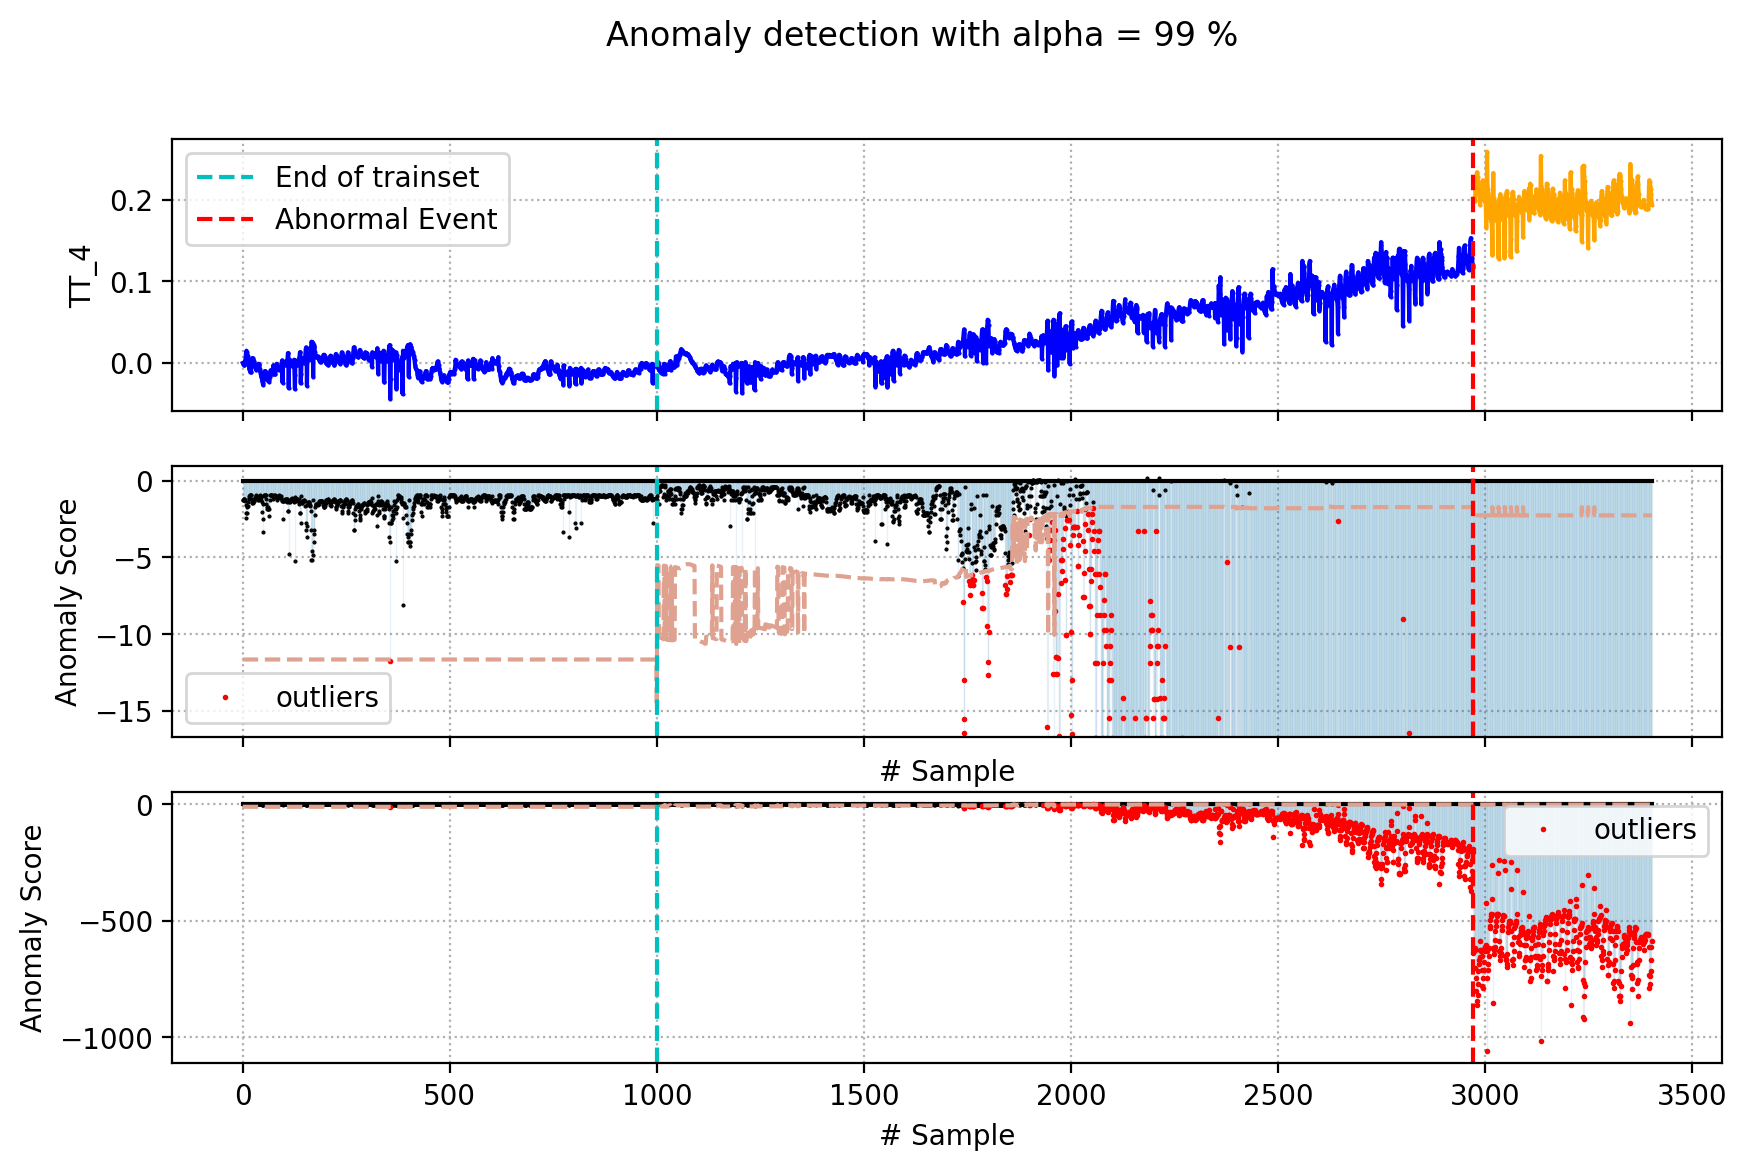 Anomaly detection with alpha = 99 %
End of trainset
Abnormal Event
TT_4
0.2
0.1
0.0
Anomaly Score
0
−5
−10
−15
outliers
# Sample
Anomaly Score
0
−500
−1000
outliers
0 500 1000 1500 2000 2500 3000 3500
# Sample